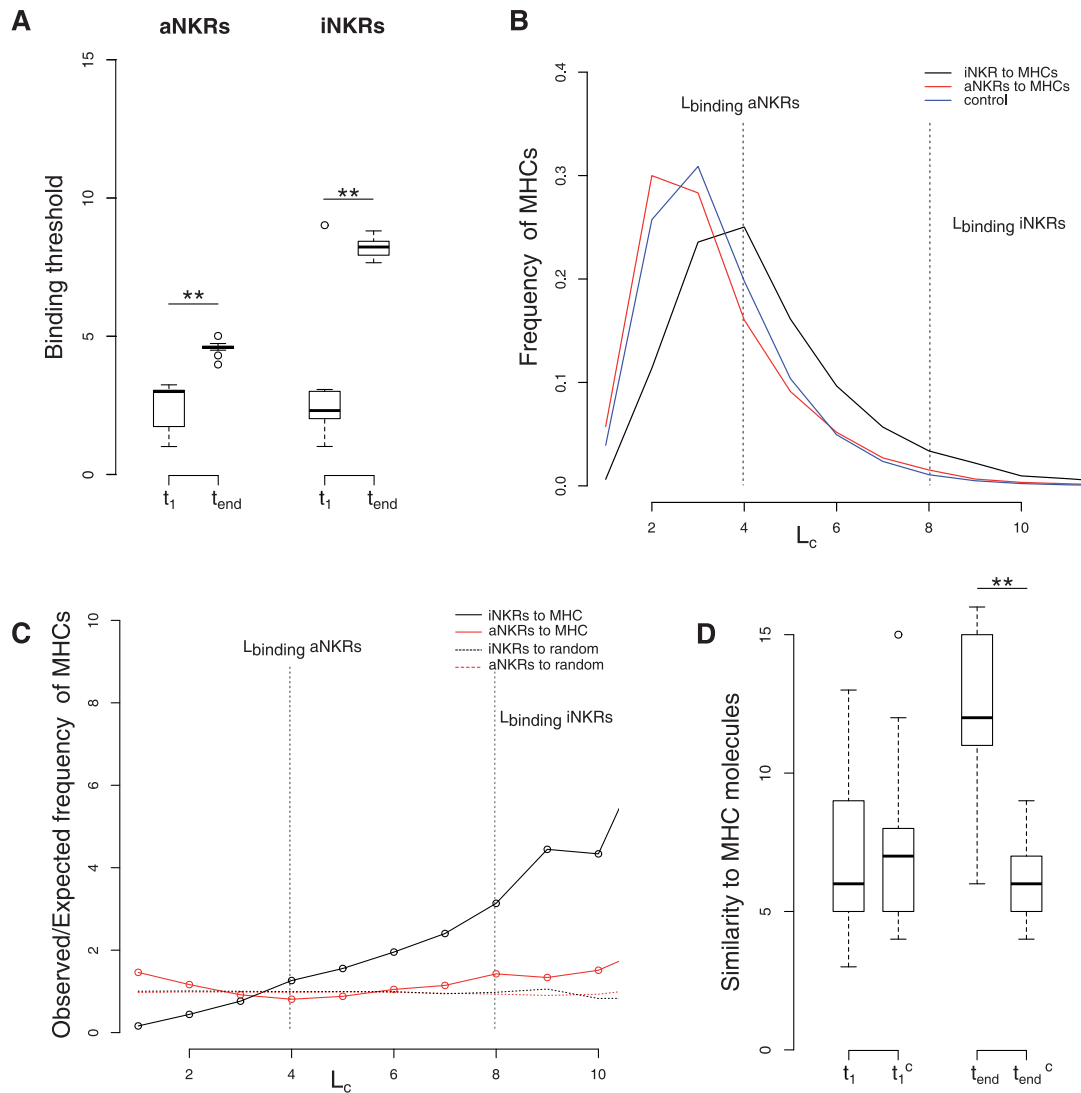 A
aNKRs
iNKRs
Binding threshold
15
10
5
0
**
**
t1
tend
t1
tend
B
iNKR to MHCs
aNKRs to MHCs
control
Lbinding aNKRs
Lbinding iNKRs
Frequency of MHCs
0.4
0.3
0.2
0.1
0.0
2
4
6
8
10
Lc
C
iNKRs to MHC
aNKRs to MHC
iNKRs to random
aNKRs to random
Lbinding aNKRs
Lbinding iNKRs
Observed/Expected frequency of MHCs
10
8
6
4
2
0
2
4
6
8
10
Lc
D
**
Similarity to MHC molecules
15
10
5
0
t1
t1c
tend
tendc